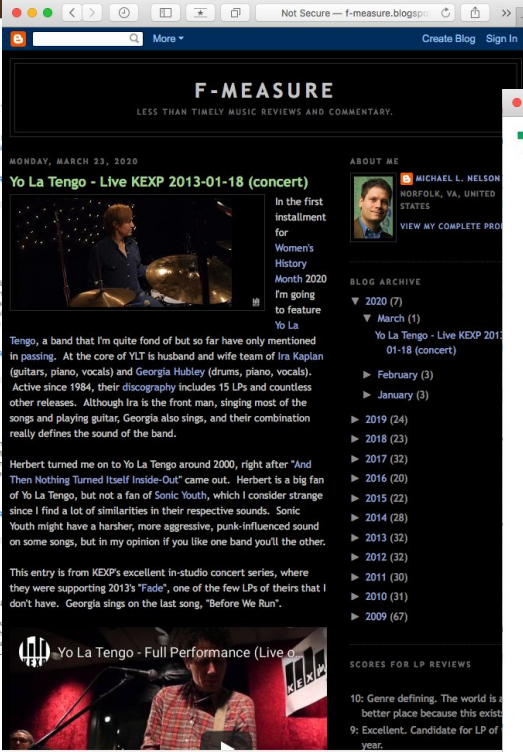 Not Secure — f-measure.blogspo
More
Create Blog Sign In
F-MEASURE
LESS THAN TIMELY MUSIC REVIEWS AND COMMENTARY.
MONDAY, MARCH 23, 2020
Yo La Tengo - Live KEXP 2013-01-18 (concert)
In the first
installment
for
Women's
History
Month 2020
I'm going
to feature
Yo La
Tengo, a band that I'm quite fond of but so far have only mentioned
in passing. At the core of YLT is husband and wife team of Ira Kaplan
(guitars, piano, vocals) and Georgia Hubley (drums, piano, vocals).
Active since 1984, their discography includes 15 LPs and countless
other releases. Although Ira is the front man, singing most of the
songs and playing guitar, Georgia also sings, and their combination
really defines the sound of the band.
Herbert turned me on to Yo La Tengo around 2000, right after "And
Then Nothing Turned Itself Inside-Out" came out. Herbert is a big fan
of Yo La Tengo, but not a fan of Sonic Youth, which I consider strange
since I find a lot of similarities in their respective sounds. Sonic
Youth might have a harsher, more aggressive, punk-influenced sound
on some songs, but in my opinion if you like one band you'll the other.
This entry is from KEXP's excellent in-studio concert series, where
they were supporting 2013's "Fade", one of the few LPs of theirs that I
don't have. Georgia sings on the last song, "Before We Run".
KEXP
Yo La Tengo - Full Performance (Live o...
KEXP
ABOUT ME
MICHAEL L. NELSON
NORFOLK, VA, UNITED
STATES
VIEW MY COMPLETE PRO
BLOG ARCHIVE
▼ 2020 (7)
▼ March (1)
Yo La Tengo - Live KEXP 201
01-18 (concert)
► February (3)
► January (3)
► 2019 (24)
► 2018 (23)
► 2017 (32)
► 2016 (20)
► 2015 (22)
► 2014 (28)
► 2013 (32)
► 2012 (32)
► 2011 (30)
► 2010 (31)
► 2009 (67)
SCORES FOR LP REVIEWS
10: Genre defining. The world is a
better place because this exist
9: Excellent. Candidate for LP of
year.